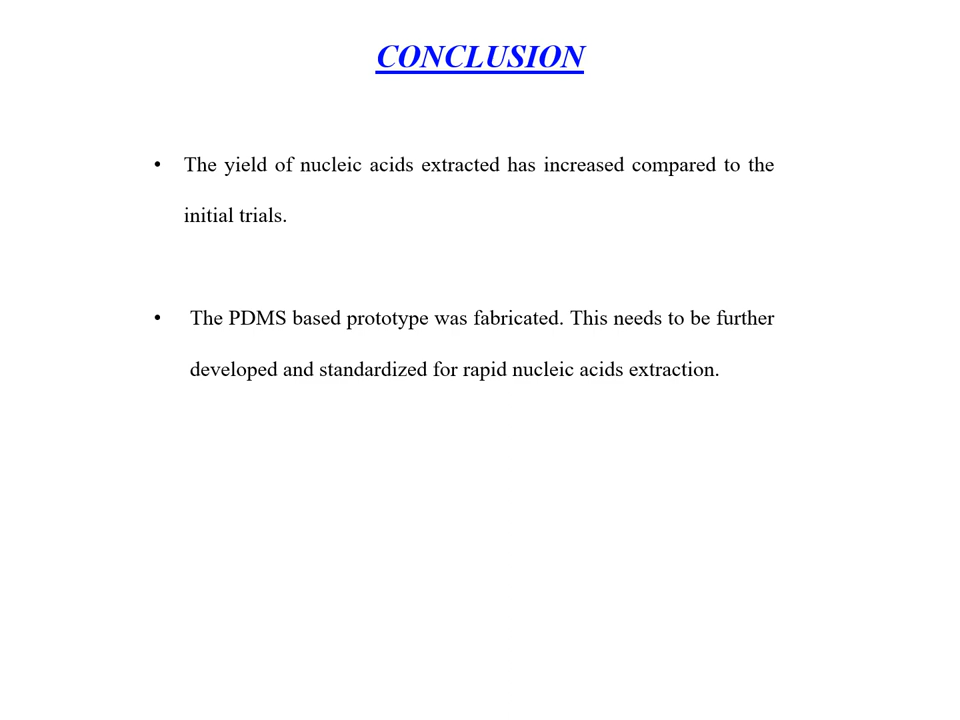 CONCLUSION
• The yield of nucleic acids extracted has increased compared to the
initial trials.
• The PDMS based prototype was fabricated. This needs to be further
developed and standardized for rapid nucleic acids extraction.